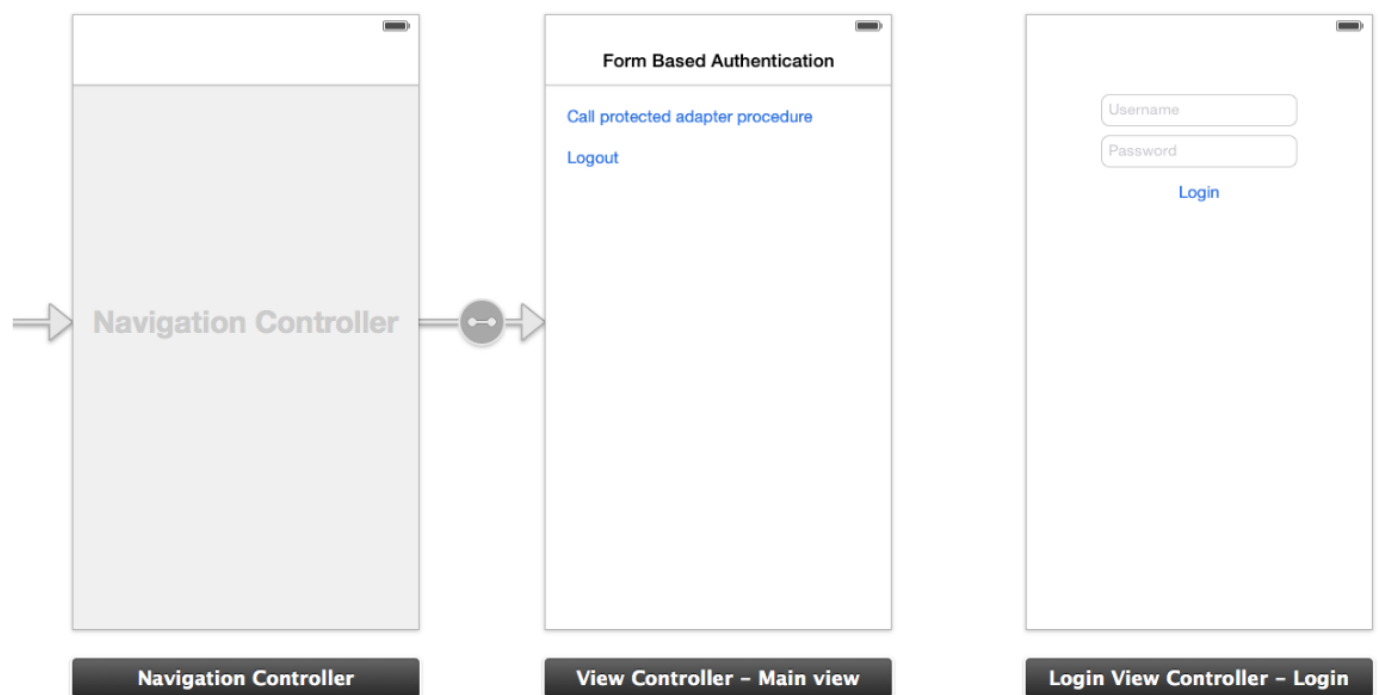 Navigation Controller
Navigation Controller
Form Based Authentication
Call protected adapter procedure
Logout
View Controller – Main view
Username
Password
Login
Login View Controller – Login